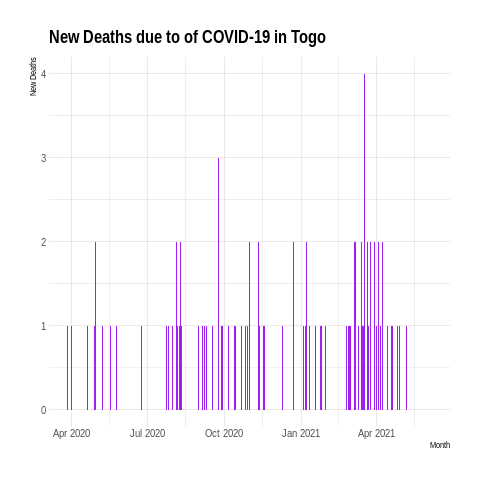 New Deaths due to of COVID-19 in Togo
New Deaths
4
3
2
1
0
Apr 2020 Jul 2020 Oct 2020 Jan 2021 Apr 2021
Month